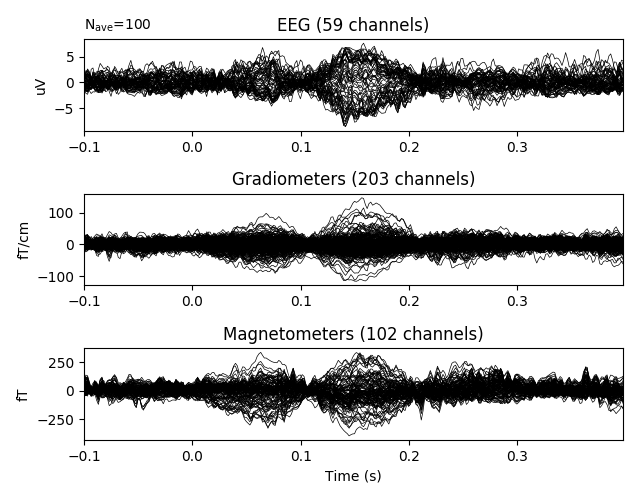 N_ave=100
EEG (59 channels)
uV
5
0
−5
−0.1 0.0 0.1 0.2 0.3
Gradiometers (203 channels)
fT/cm
100
0
−100
−0.1 0.0 0.1 0.2 0.3
Magnetometers (102 channels)
fT
250
0
−250
−0.1 0.0 0.1 0.2 0.3
Time (s)